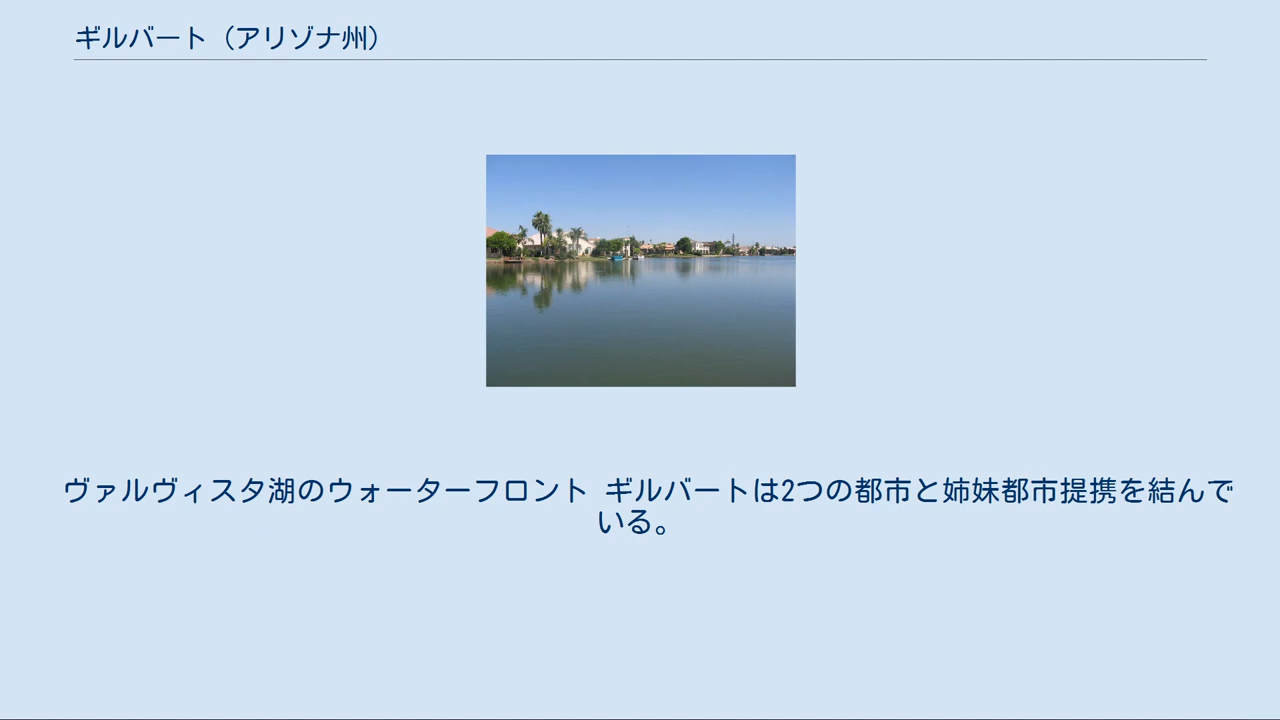 ギルバート（アリゾナ州）
ヴァルヴィスタ湖のウォーターフロント ギルバートは2つの都市と姉妹都市提携を結んで
いる。